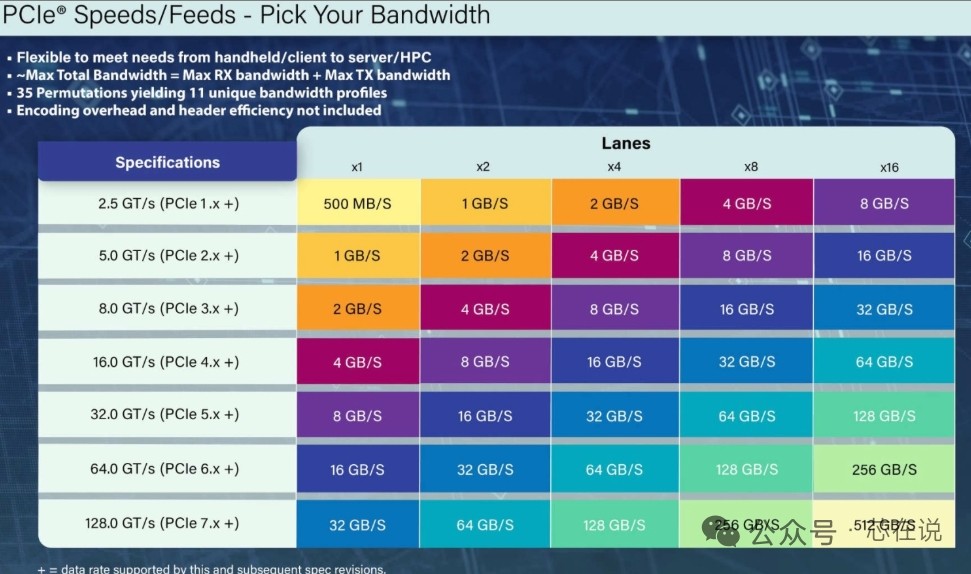 PCIe® Speeds/Feeds - Pick Your Bandwidth
▪ Flexible to meet needs from handheld/client to server/HPC
▪ ~Max Total Bandwidth = Max RX bandwidth + Max TX bandwidth
▪ 35 Permutations yielding 11 unique bandwidth profiles
▪ Encoding overhead and header efficiency not included
Lanes
Specifications x1 x2 x4 x8 x16
2.5 GT/s (PCIe 1.x +) 500 MB/S 1 GB/S 2 GB/S 4 GB/S 8 GB/S
5.0 GT/s (PCIe 2.x +) 1 GB/S 2 GB/S 4 GB/S 8 GB/S 16 GB/S
8.0 GT/s (PCIe 3.x +) 2 GB/S 4 GB/S 8 GB/S 16 GB/S 32 GB/S
16.0 GT/s (PCIe 4.x +) 4 GB/S 8 GB/S 16 GB/S 32 GB/S 64 GB/S
32.0 GT/s (PCIe 5.x +) 8 GB/S 16 GB/S 32 GB/S 64 GB/S 128 GB/S
64.0 GT/s (PCIe 6.x +) 16 GB/S 32 GB/S 64 GB/S 128 GB/S 256 GB/S
128.0 GT/s (PCIe 7.x +) 32 GB/S 64 GB/S 128 GB/S 256 GB/S 512 GB/S
公众号 · 芯在说
+ = data rate supported by this and subsequent spec revisions.